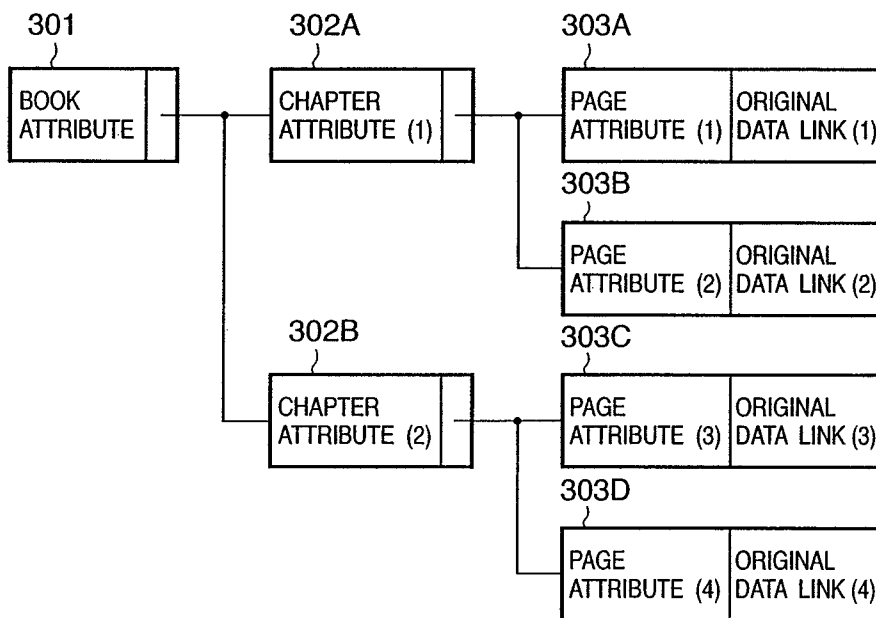 301
302A
303A
BOOK
ATTRIBUTE
CHAPTER
ATTRIBUTE (1)
PAGE
ATTRIBUTE (1)
ORIGINAL
DATA LINK (1)
303B
PAGE
ATTRIBUTE (2)
ORIGINAL
DATA LINK (2)
302B
303C
CHAPTER
ATTRIBUTE (2)
PAGE
ATTRIBUTE (3)
ORIGINAL
DATA LINK (3)
303D
PAGE
ATTRIBUTE (4)
ORIGINAL
DATA LINK (4)